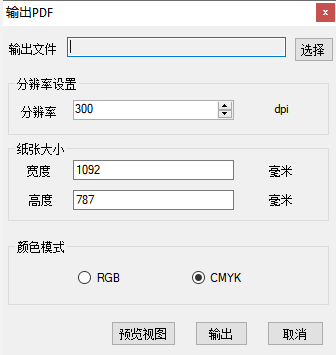 输出PDF
输出文件 选择
分辨率设置
分辨率 300 dpi
纸张大小
宽度 1092 毫米
高度 787 毫米
颜色模式
RGB CMYK
预览视图 输出 取消